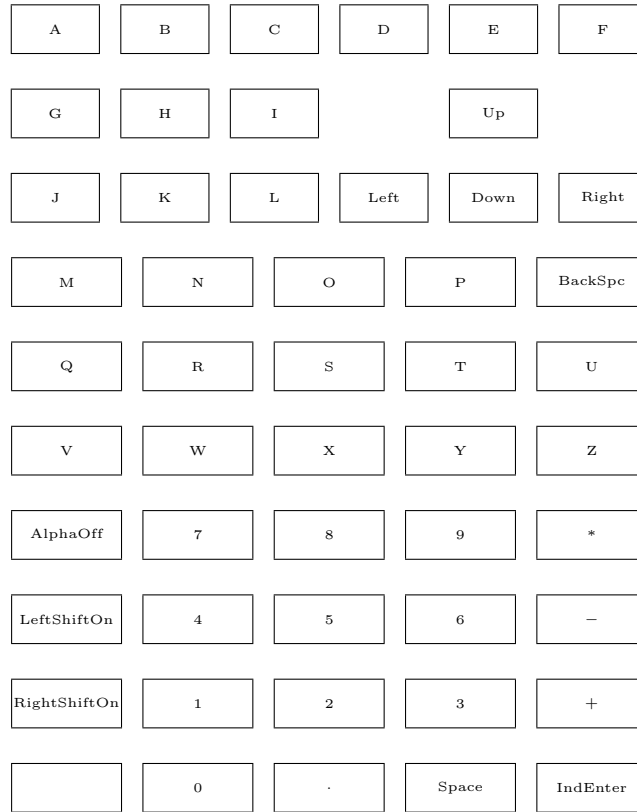 A B C D E F
G H I Up
J K L Left Down Right
M N O P BackSpc
Q R S T U
V W X Y Z
AlphaOff 7 8 9 *
LeftShiftOn 4 5 6 −
RightShiftOn 1 2 3 +
0 · Space IndEnter